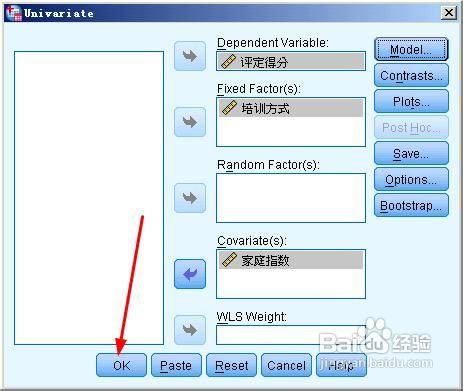 Univariate
Dependent Variable:
评定得分
Fixed Factor(s):
培训方式
Random Factor(s):
Covariate(s):
家庭指数
WLS Weight:
Model...
Contrasts...
Plots...
Post Hoc...
Save...
Options...
Bootstrap...
OK
Paste
Reset
Cancel
Help
Baidu 经验
jingyan.baidu.com